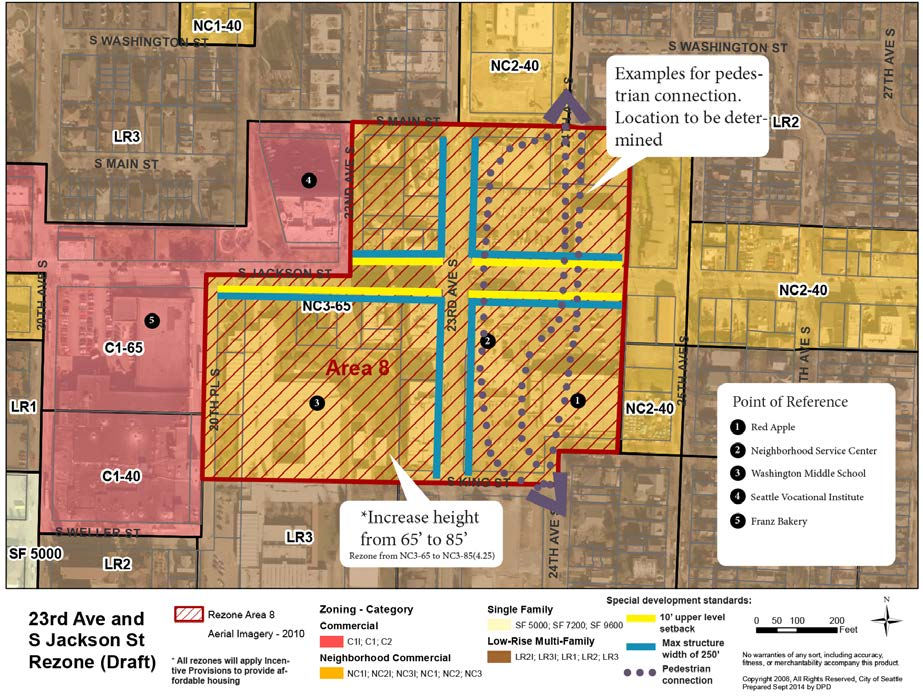 NC1-40
S WASHINGTON ST
S WASHINGTON ST
27TH AVE S
NC2-40
Examples for pedes-
trian connection.
Location to be deter-
mined
S MAIN ST
LR3
LR2
S MAIN ST
22ND AVE S
4
S JACKSON ST
20TH AVE S
NC3-65
23RD AVE S
NC2-40
5
C1-65
2
Area 8
25TH AVE S
TH AVE S
LR1
20TH PL S
3
1
NC2-40
Point of Reference
1 Red Apple
2 Neighborhood Service Center
3 Washington Middle School
4 Seattle Vocational Institute
5 Franz Bakery
C1-40
S KING ST
*Increase height
from 65' to 85'
Rezone from NC3-65 to NC3-85(4.25)
S WELLER ST
LR3
24TH AVE S
SF 5000
LR2
23rd Ave and
S Jackson St
Rezone (Draft)
Rezone Area 8
Aerial Imagery - 2010
* All rezones will apply Incen-
tive Provisions to provide af-
fordable housing
Zoning - Category
Commercial
C1I; C1; C2
Neighborhood Commercial
NC1I; NC2I; NC3I; NC1; NC2; NC3
Single Family
SF 5000; SF 7200; SF 9600
Low-Rise Multi-Family
LR2I; LR3I; LR1; LR2; LR3
Special development standards:
10' upper level
setback
Max structure
width of 250'
Pedestrian
connection
N
0 50 100 200
Feet
No warranties of any sort, including accuracy,
fitness, or merchantability accompany this product.
Copyright 2008, All Rights Reserved, City of Seattle
Prepared Sept 2014 by DPD